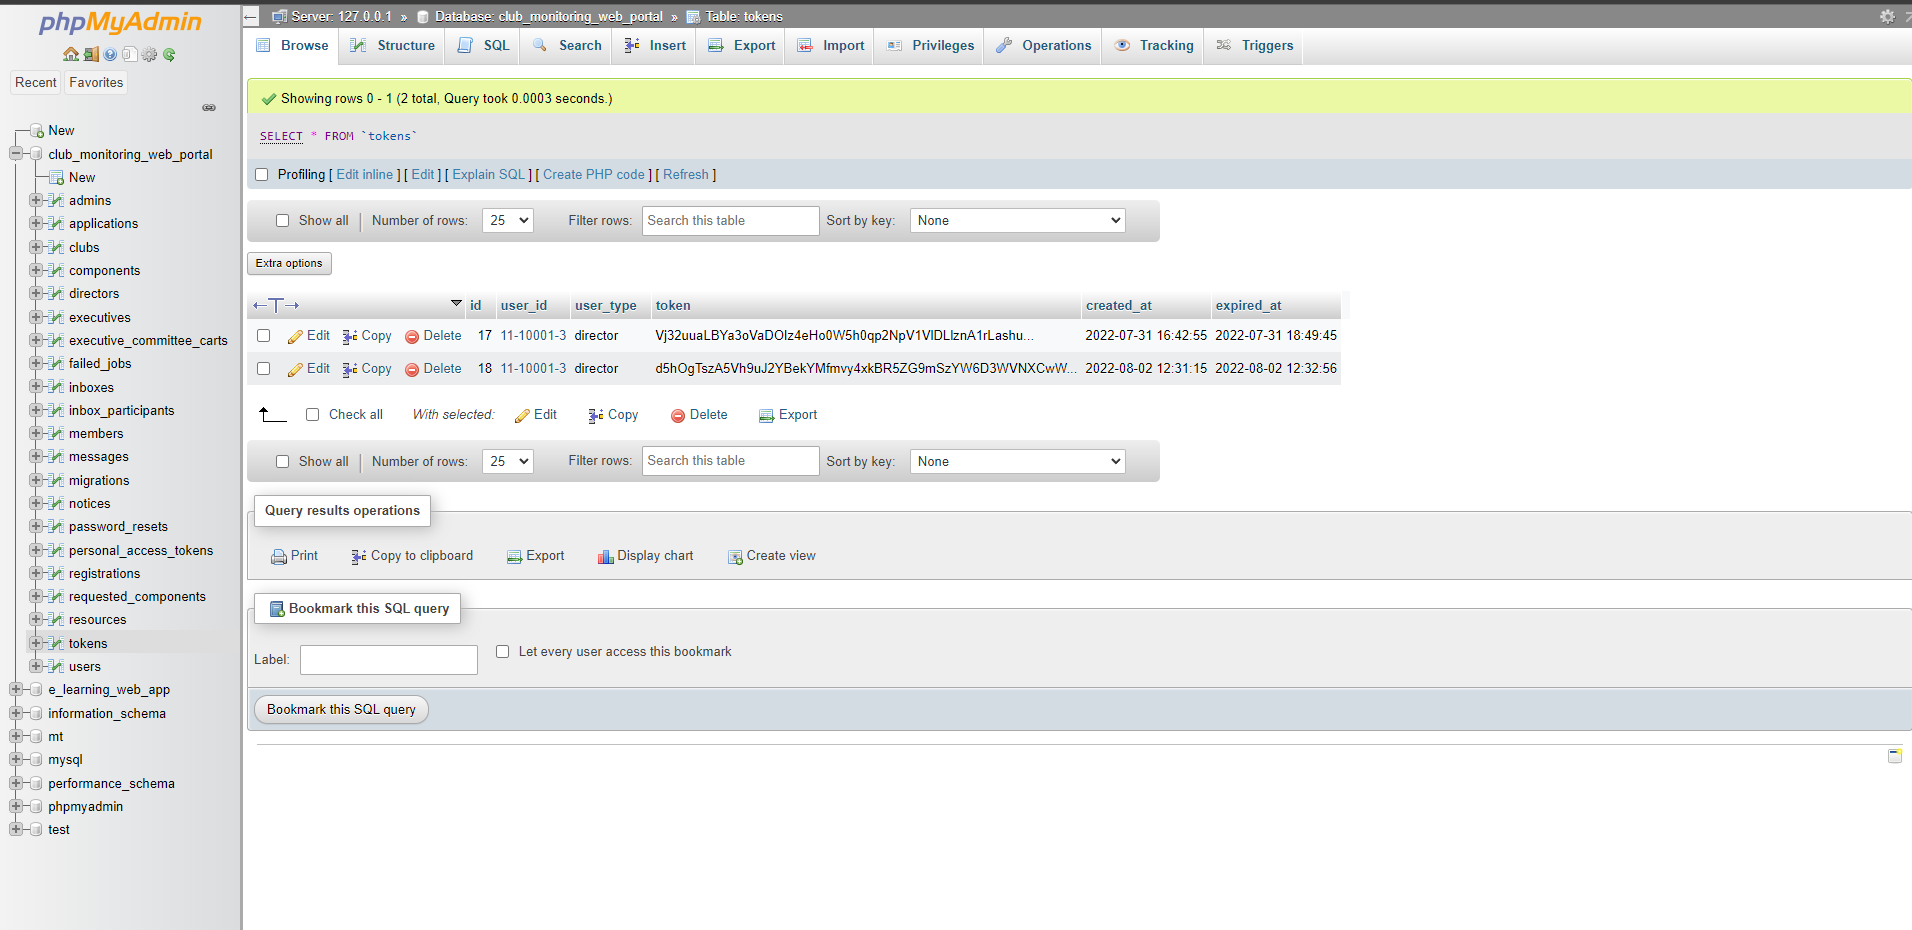 phpMyAdmin
Recent Favorites
New
club_monitoring_web_portal
New
admins
applications
clubs
components
directors
executives
executive_committee_carts
failed_jobs
inboxes
inbox_participants
members
messages
migrations
notices
password_resets
personal_access_tokens
registrations
requested_components
resources
tokens
users
e_learning_web_app
information_schema
mt
mysql
performance_schema
phpmyadmin
test
Server: 127.0.0.1 » Database: club_monitoring_web_portal » Table: tokens
Browse Structure SQL Search Insert Export Import Privileges Operations Tracking Triggers
Showing rows 0 - 1 (2 total, Query took 0.0003 seconds.)
SELECT * FROM `tokens`
Profiling [ Edit inline ] [ Edit ] [ Explain SQL ] [ Create PHP code ] [ Refresh ]
Show all | Number of rows: 25 Filter rows: Search this table Sort by key: None
Extra options
←T→ id user_id user_type token created_at expired_at
Edit Copy Delete 17 11-10001-3 director Vj32uuaLBYa3oVaDOIz4eHo0W5h0qp2NpV1VlDLlznA1rLashu... 2022-07-31 16:42:55 2022-07-31 18:49:45
Edit Copy Delete 18 11-10001-3 director d5hOgTszA5Vh9uJ2YBekYMfmvy4xkBR5ZG9mSzYW6D3WVNXCwW... 2022-08-02 12:31:15 2022-08-02 12:32:56
Check all With selected: Edit Copy Delete Export
Show all | Number of rows: 25 Filter rows: Search this table Sort by key: None
Query results operations
Print Copy to clipboard Export Display chart Create view
Bookmark this SQL query
Label: Let every user access this bookmark
Bookmark this SQL query